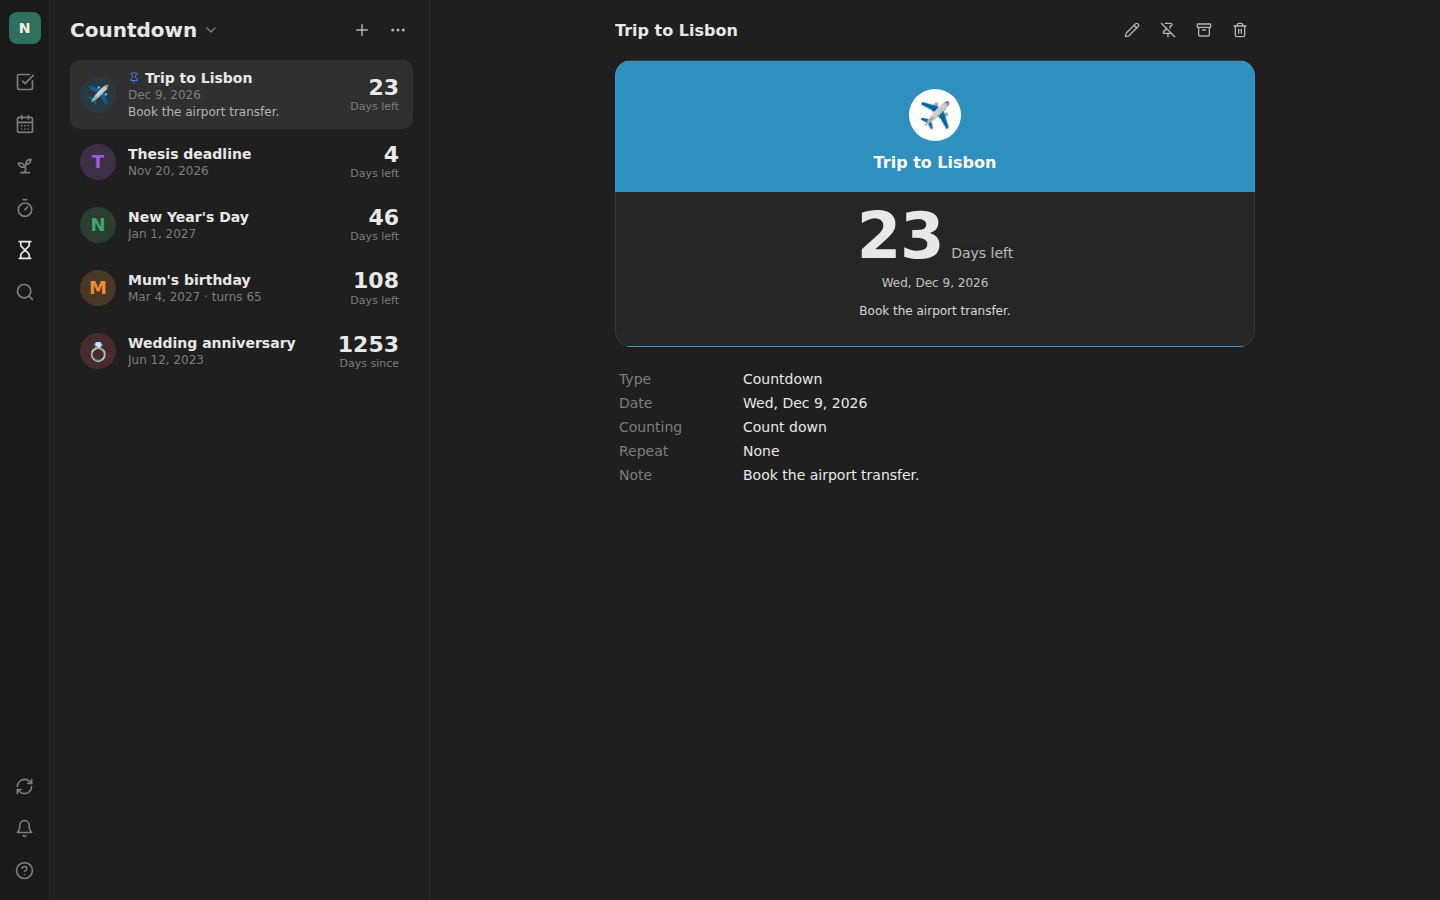 N
Countdown
Trip to Lisbon
Dec 9, 2026
Book the airport transfer.
23
Days left
T
Thesis deadline
Nov 20, 2026
4
Days left
N
New Year's Day
Jan 1, 2027
46
Days left
M
Mum's birthday
Mar 4, 2027 · turns 65
108
Days left
Wedding anniversary
Jun 12, 2023
1253
Days since
Trip to Lisbon
Trip to Lisbon
23 Days left
Wed, Dec 9, 2026
Book the airport transfer.
Type Countdown
Date Wed, Dec 9, 2026
Counting Count down
Repeat None
Note Book the airport transfer.